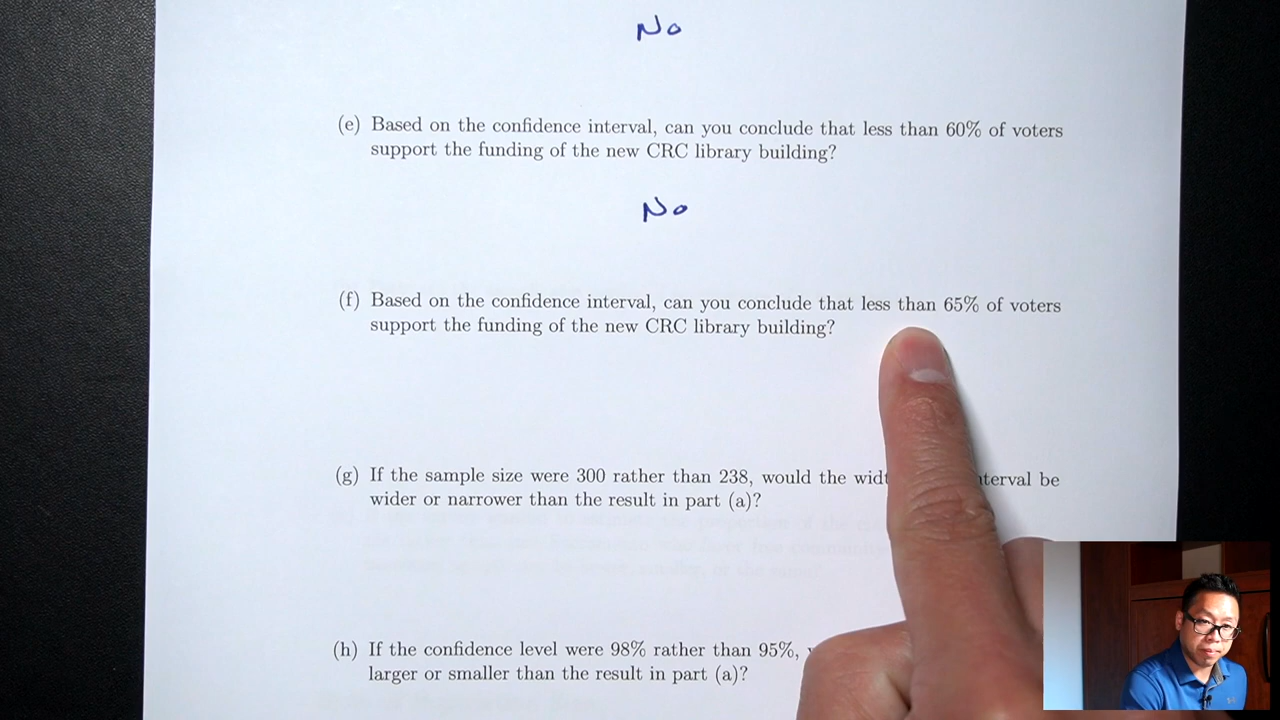 No
(e) Based on the confidence interval, can you conclude that less than 60% of voters
support the funding of the new CRC library building?
No
(f) Based on the confidence interval, can you conclude that less than 65% of voters
support the funding of the new CRC library building?
(g) If the sample size were 300 rather than 238, would the interval be
wider or narrower than the result in part (a)?
(h) If the confidence level were 98% rather than 95%,
larger or smaller than the result in part (a)?